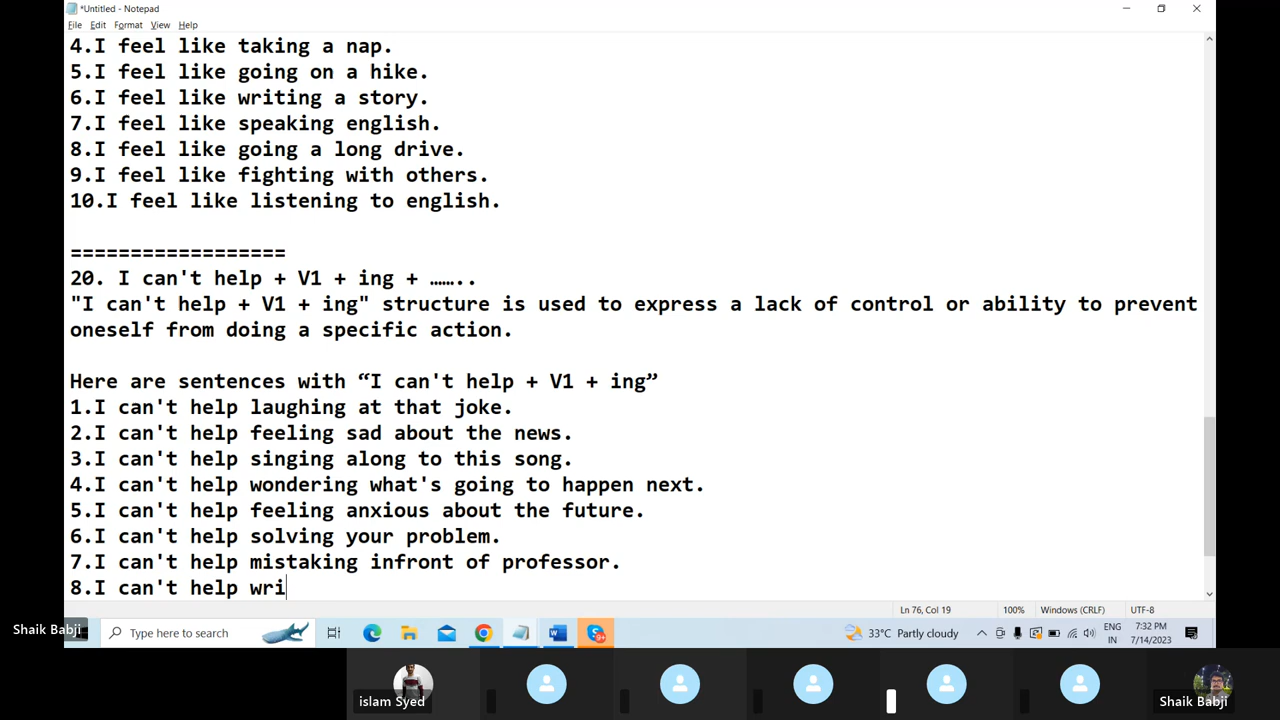 *Untitled - Notepad
File Edit Format View Help
4.I feel like taking a nap.
5.I feel like going on a hike.
6.I feel like writing a story.
7.I feel like speaking english.
8.I feel like going a long drive.
9.I feel like fighting with others.
10.I feel like listening to english.
==================
20. I can't help + V1 + ing + ……..
"I can't help + V1 + ing" structure is used to express a lack of control or ability to prevent
oneself from doing a specific action.
Here are sentences with “I can't help + V1 + ing”
1.I can't help laughing at that joke.
2.I can't help feeling sad about the news.
3.I can't help singing along to this song.
4.I can't help wondering what's going to happen next.
5.I can't help feeling anxious about the future.
6.I can't help solving your problem.
7.I can't help mistaking infront of professor.
8.I can't help wri
Ln 76, Col 19 100% Windows (CRLF) UTF-8
Shaik Babji
Type here to search
33°C Partly cloudy
ENG
IN
7:32 PM
7/14/2023
islam Syed
Shaik Babji